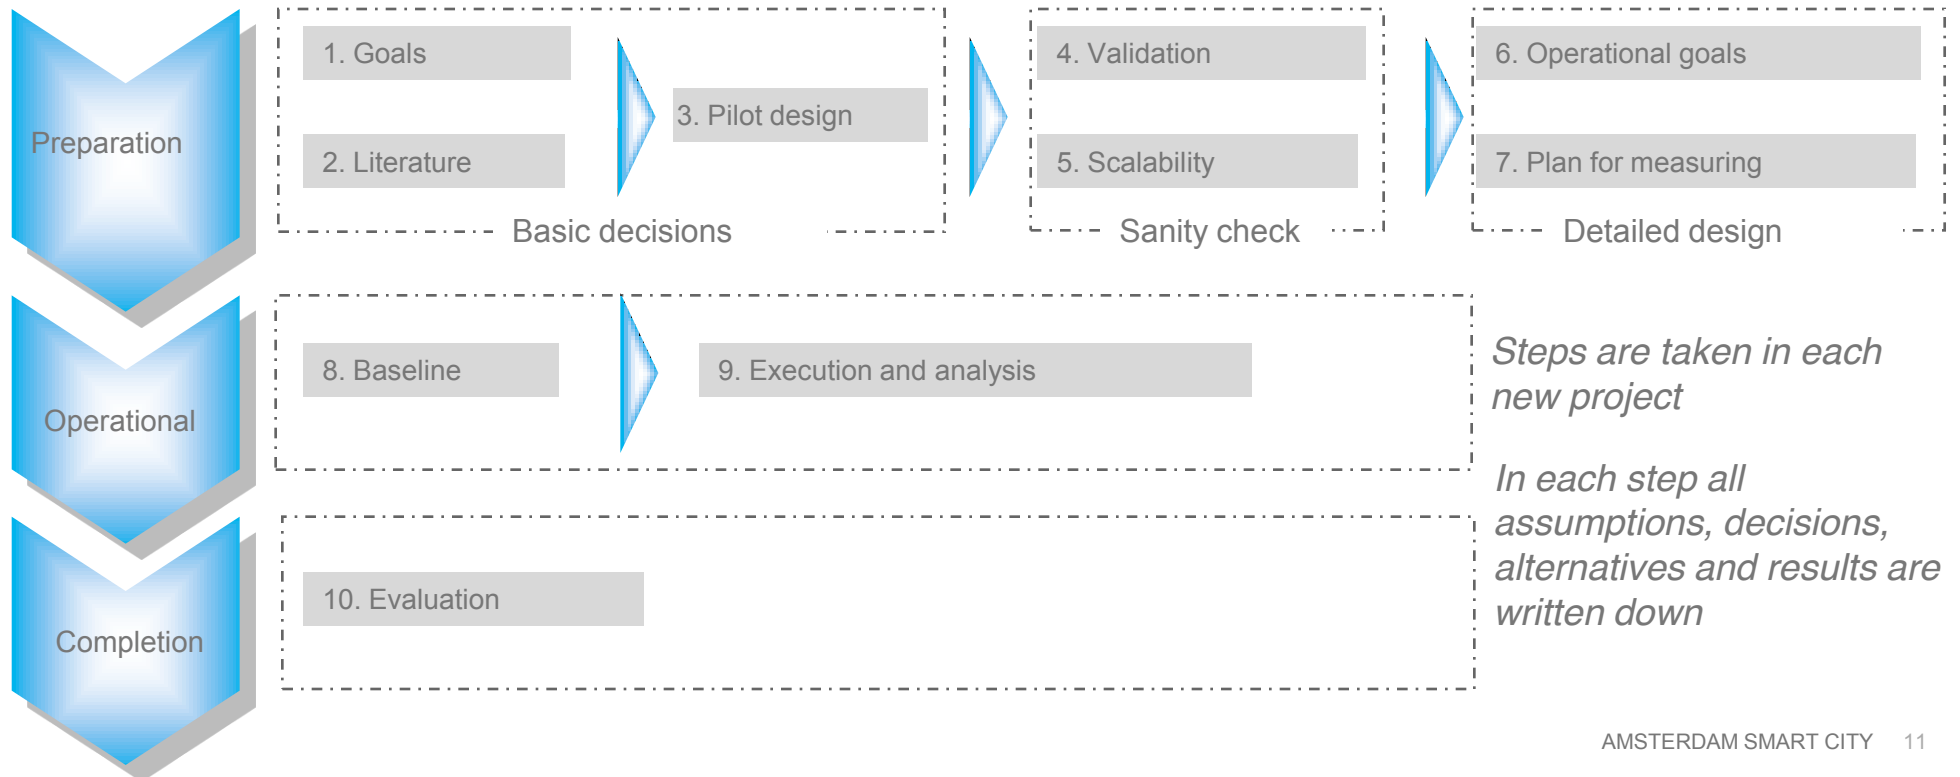 Preparation
1. Goals
2. Literature
3. Pilot design
Basic decisions
4. Validation
5. Scalability
Sanity check
6. Operational goals
7. Plan for measuring
Detailed design
Operational
8. Baseline
9. Execution and analysis
Steps are taken in each
new project
In each step all
assumptions, decisions,
alternatives and results are
written down
Completion
10. Evaluation
AMSTERDAM SMART CITY 11